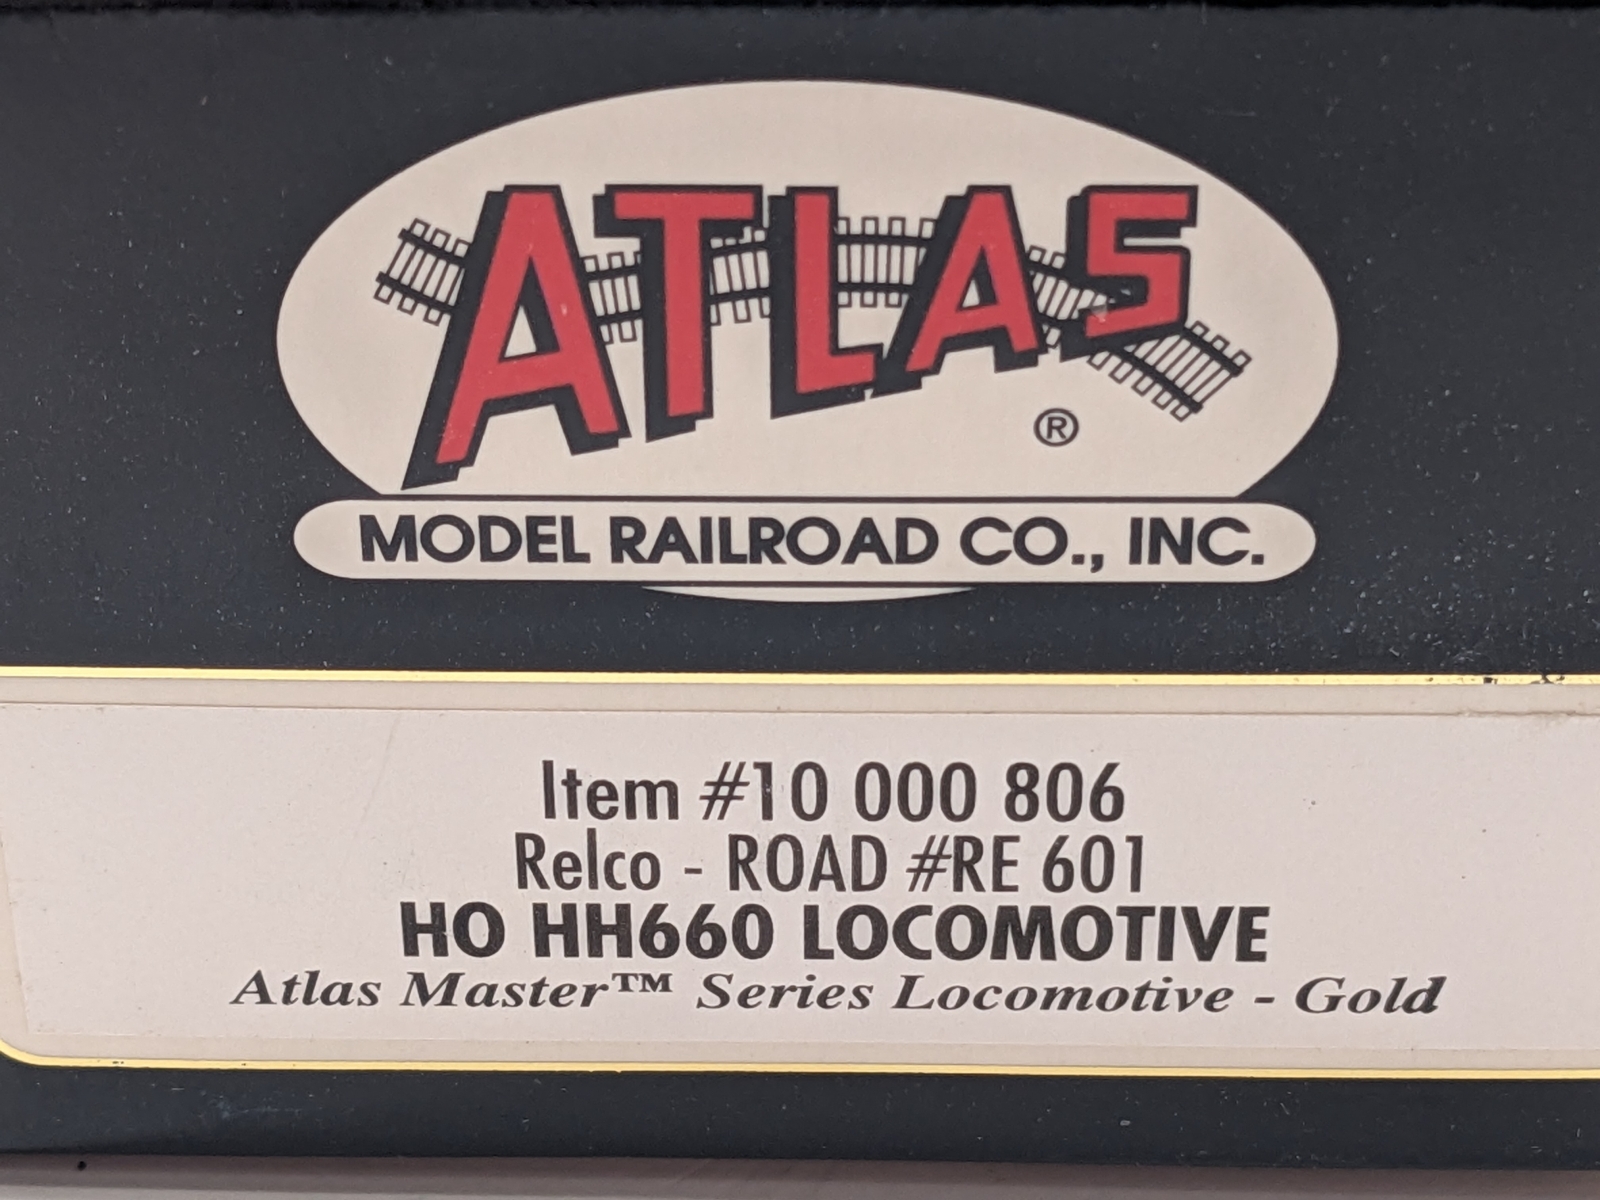 ATLAS
®
MODEL RAILROAD CO., INC.
Item #10 000 806
Relco - ROAD #RE 601
HO HH660 LOCOMOTIVE
Atlas Master™ Series Locomotive - Gold